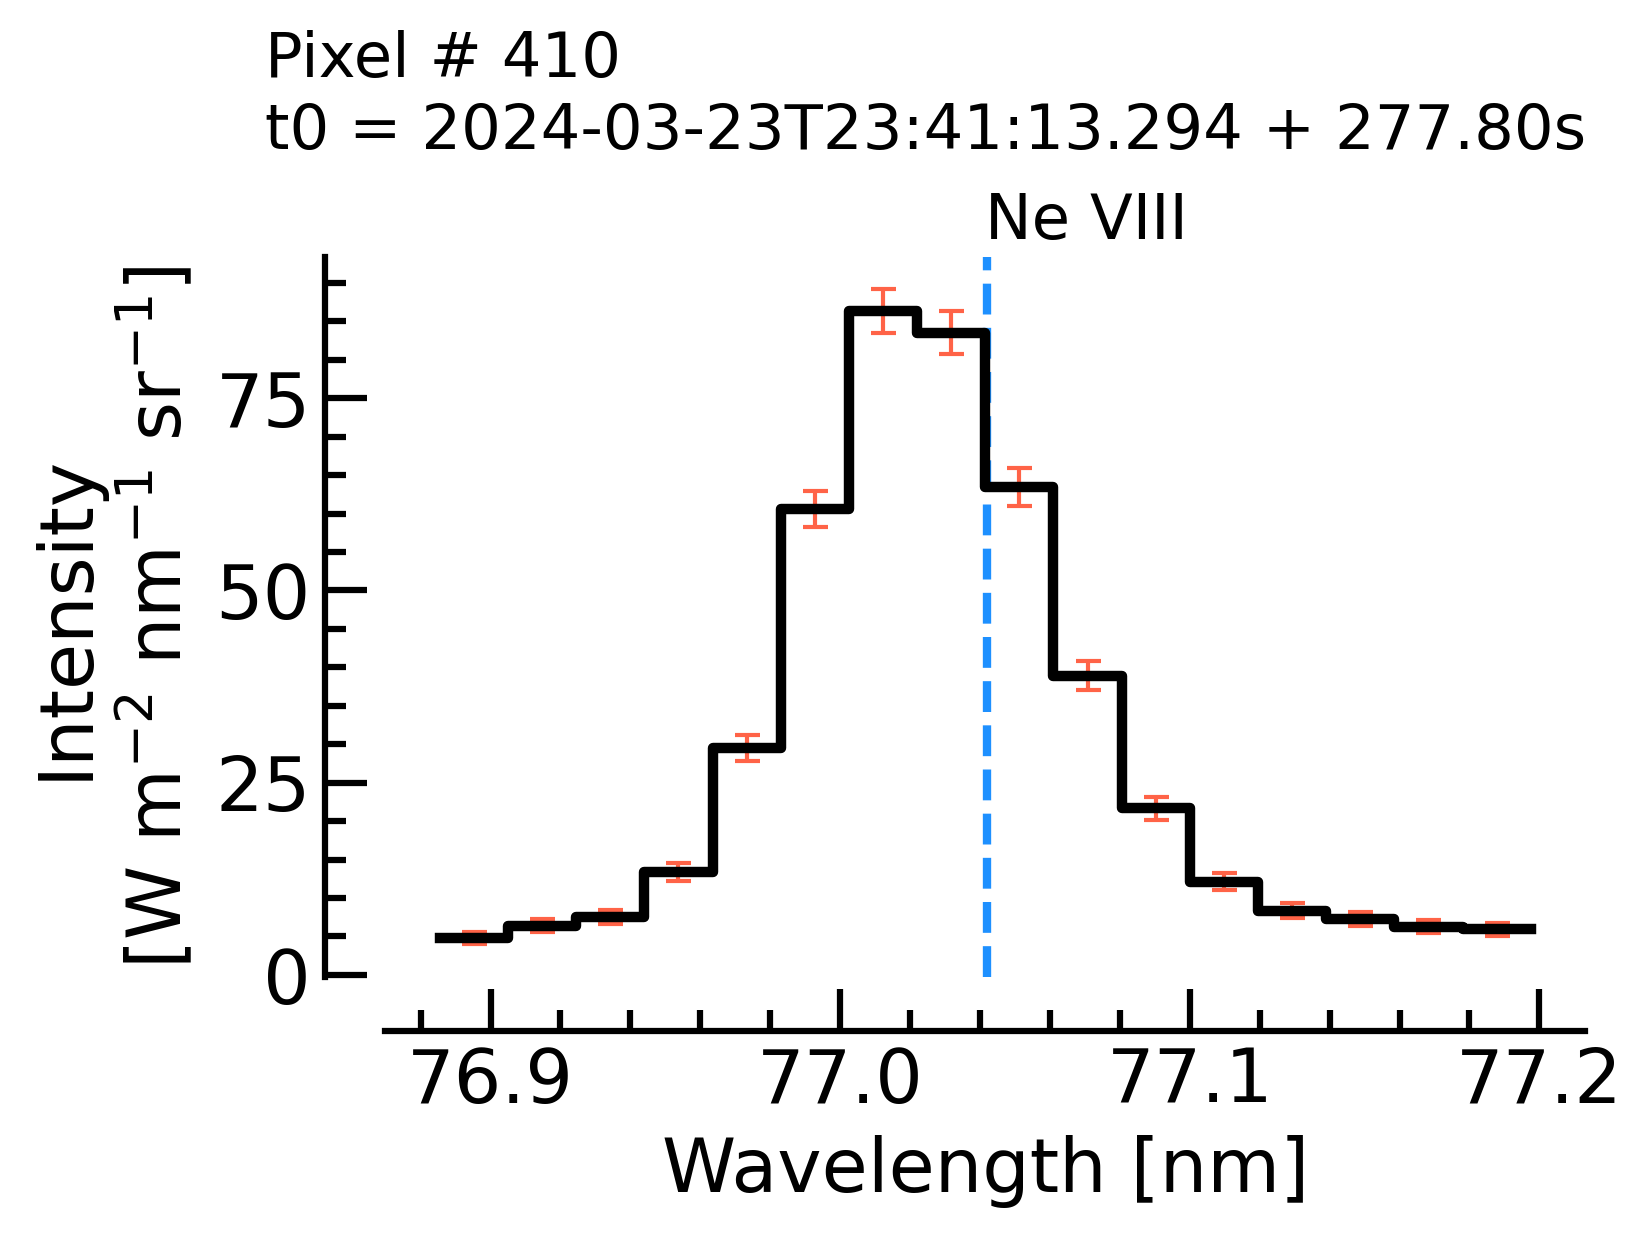 Pixel # 410
t0 = 2024-03-23T23:41:13.294 + 277.80s
Ne VIII
Intensity
[W m⁻² nm⁻¹ sr⁻¹]
75
50
25
0
76.9 77.0 77.1 77.2
Wavelength [nm]